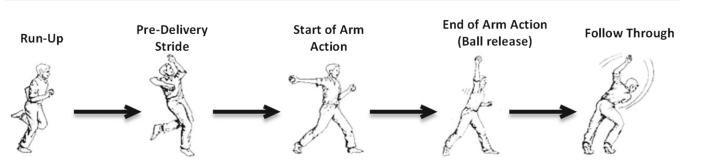 Run-Up
Pre-Delivery
Stride
Start of Arm
Action
End of Arm Action
(Ball release)
Follow Through